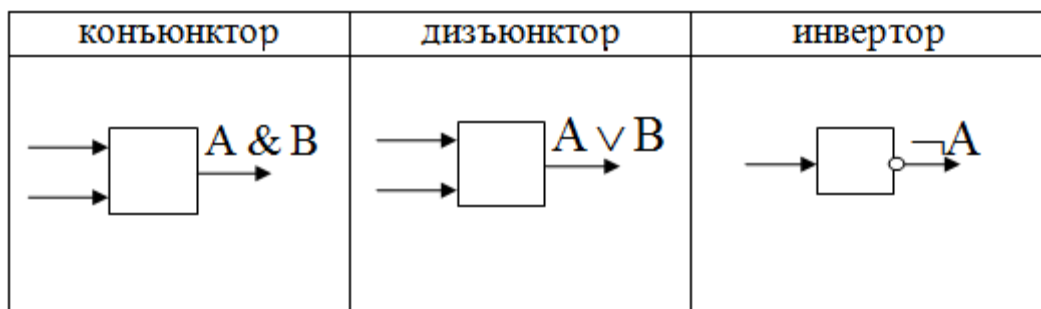 конъюнктор
дизъюнктор
инвертор
A & B
A ∨ B
¬A